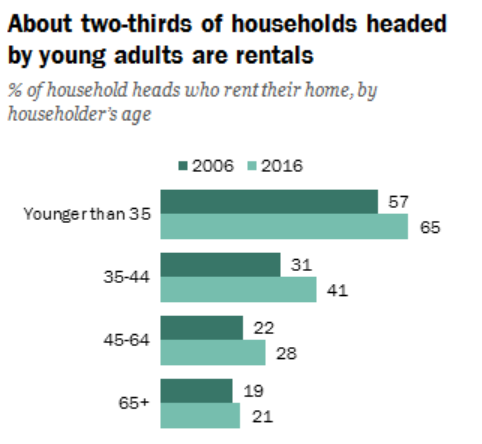 About two-thirds of households headed
by young adults are rentals
% of household heads who rent their home, by
householder's age
2006 2016
Younger than 35 57
65
35-44 31
41
45-64 22
28
65+ 19
21